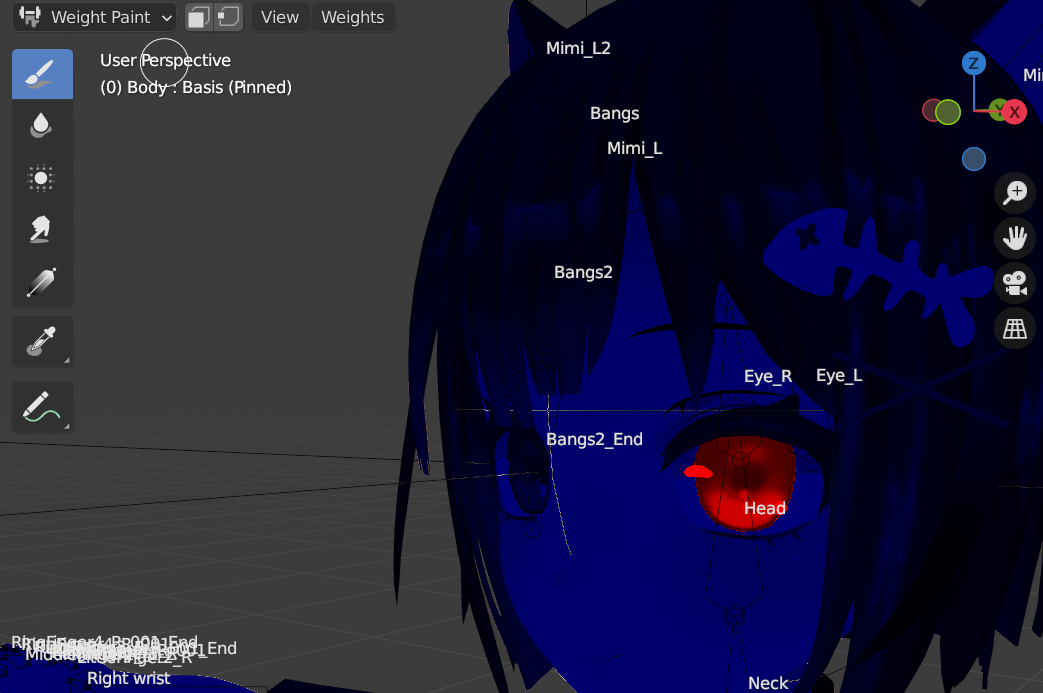 Weight Paint
View
Weights
User Perspective
(0) Body : Basis (Pinned)
Mimi_L2
Z
Mi
Y
X
Bangs
Mimi_L
Bangs2
Eye_R
Eye_L
Bangs2_End
Head
Right wrist
Neck